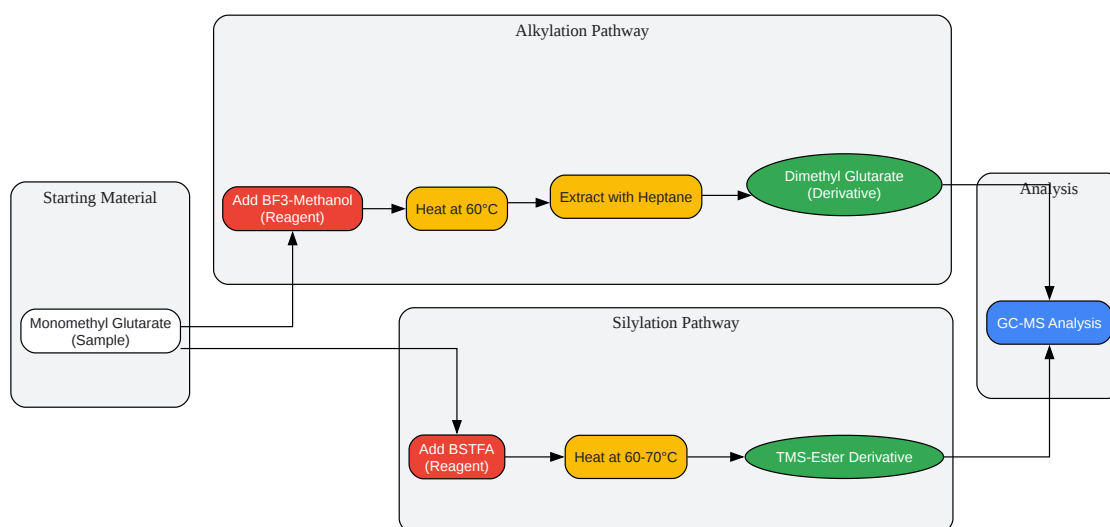 Alkylation Pathway
Starting Material
Monomethyl Glutarate
(Sample)
Add BF3-Methanol
(Reagent)
Heat at 60°C
Extract with Heptane
Dimethyl Glutarate
(Derivative)
Silylation Pathway
Add BSTFA
(Reagent)
Heat at 60-70°C
TMS-Ester Derivative
Analysis
GC-MS Analysis